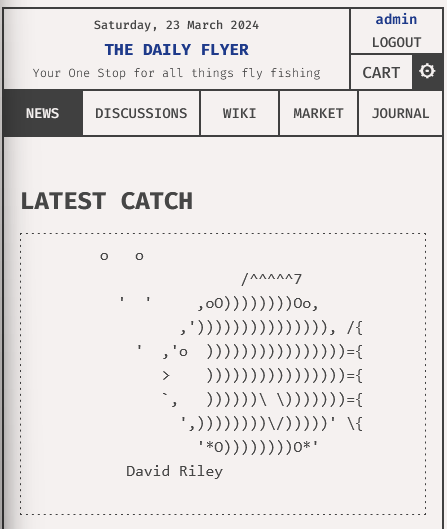 Saturday, 23 March 2024
admin
THE DAILY FLYER
LOGOUT
Your One Stop for all things fly fishing
CART
NEWS DISCUSSIONS WIKI MARKET JOURNAL
LATEST CATCH
         o   o
                         /^^^^^7
           '  '     ,oO))))))))Oo,
                  ,'))))))))))))))), /{
             '  ,'o  ))))))))))))))))={
                >    ))))))))))))))))={
                `,   ))))))\ \)))))))={
                  ',))))))))\/)))))' \{
                    '*O))))))))O*'
            David Riley